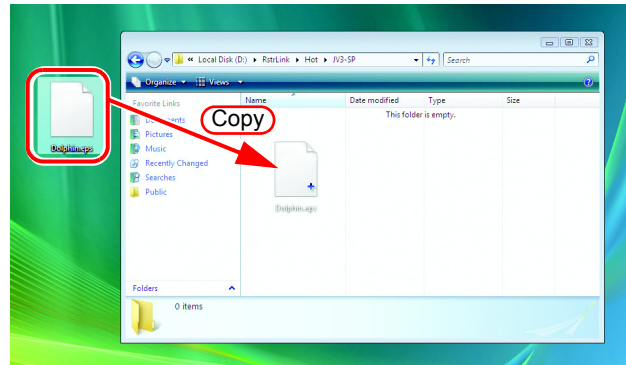 « Local Disk (D:) ▸ RstrLink ▸ Hot ▸ JV3-SP
Search
Organize
Views
Favorite Links
Name
Date modified
Type
Size
Documents
This folder is empty.
Copy
Pictures
Dolphin.eps
Music
Recently Changed
Searches
Public
Dolphin.eps
Folders
0 items